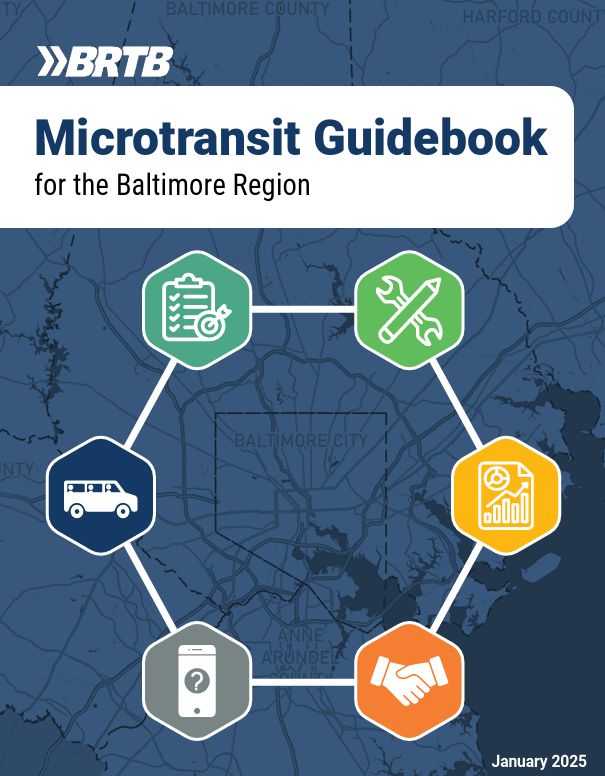 TY
BALTIMORE COUNTY
HARFORD COUNT
BRTB
Microtransit Guidebook
for the Baltimore Region
BALTIMORE CITY
NTY
?
ANNE
ARUNDEL
COUNTY
January 2025